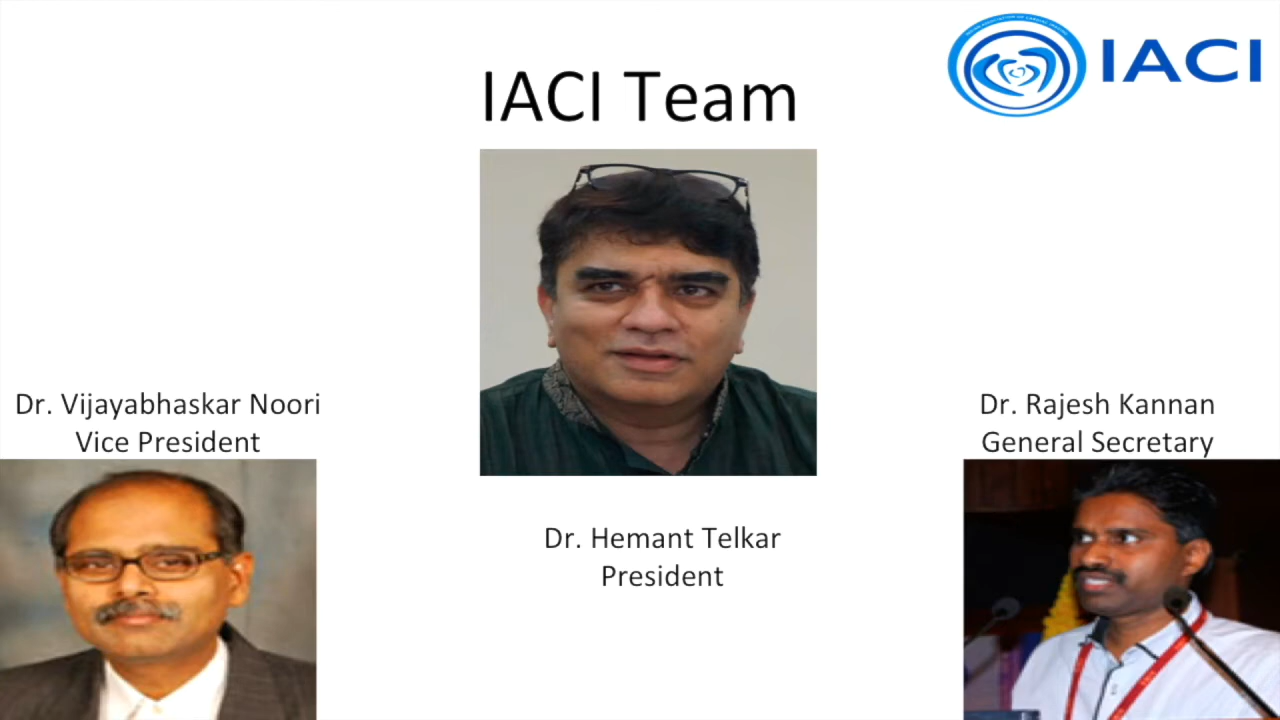 IACI
IACI Team
Dr. Vijayabhaskar Noori
Vice President
Dr. Rajesh Kannan
General Secretary
Dr. Hemant Telkar
President